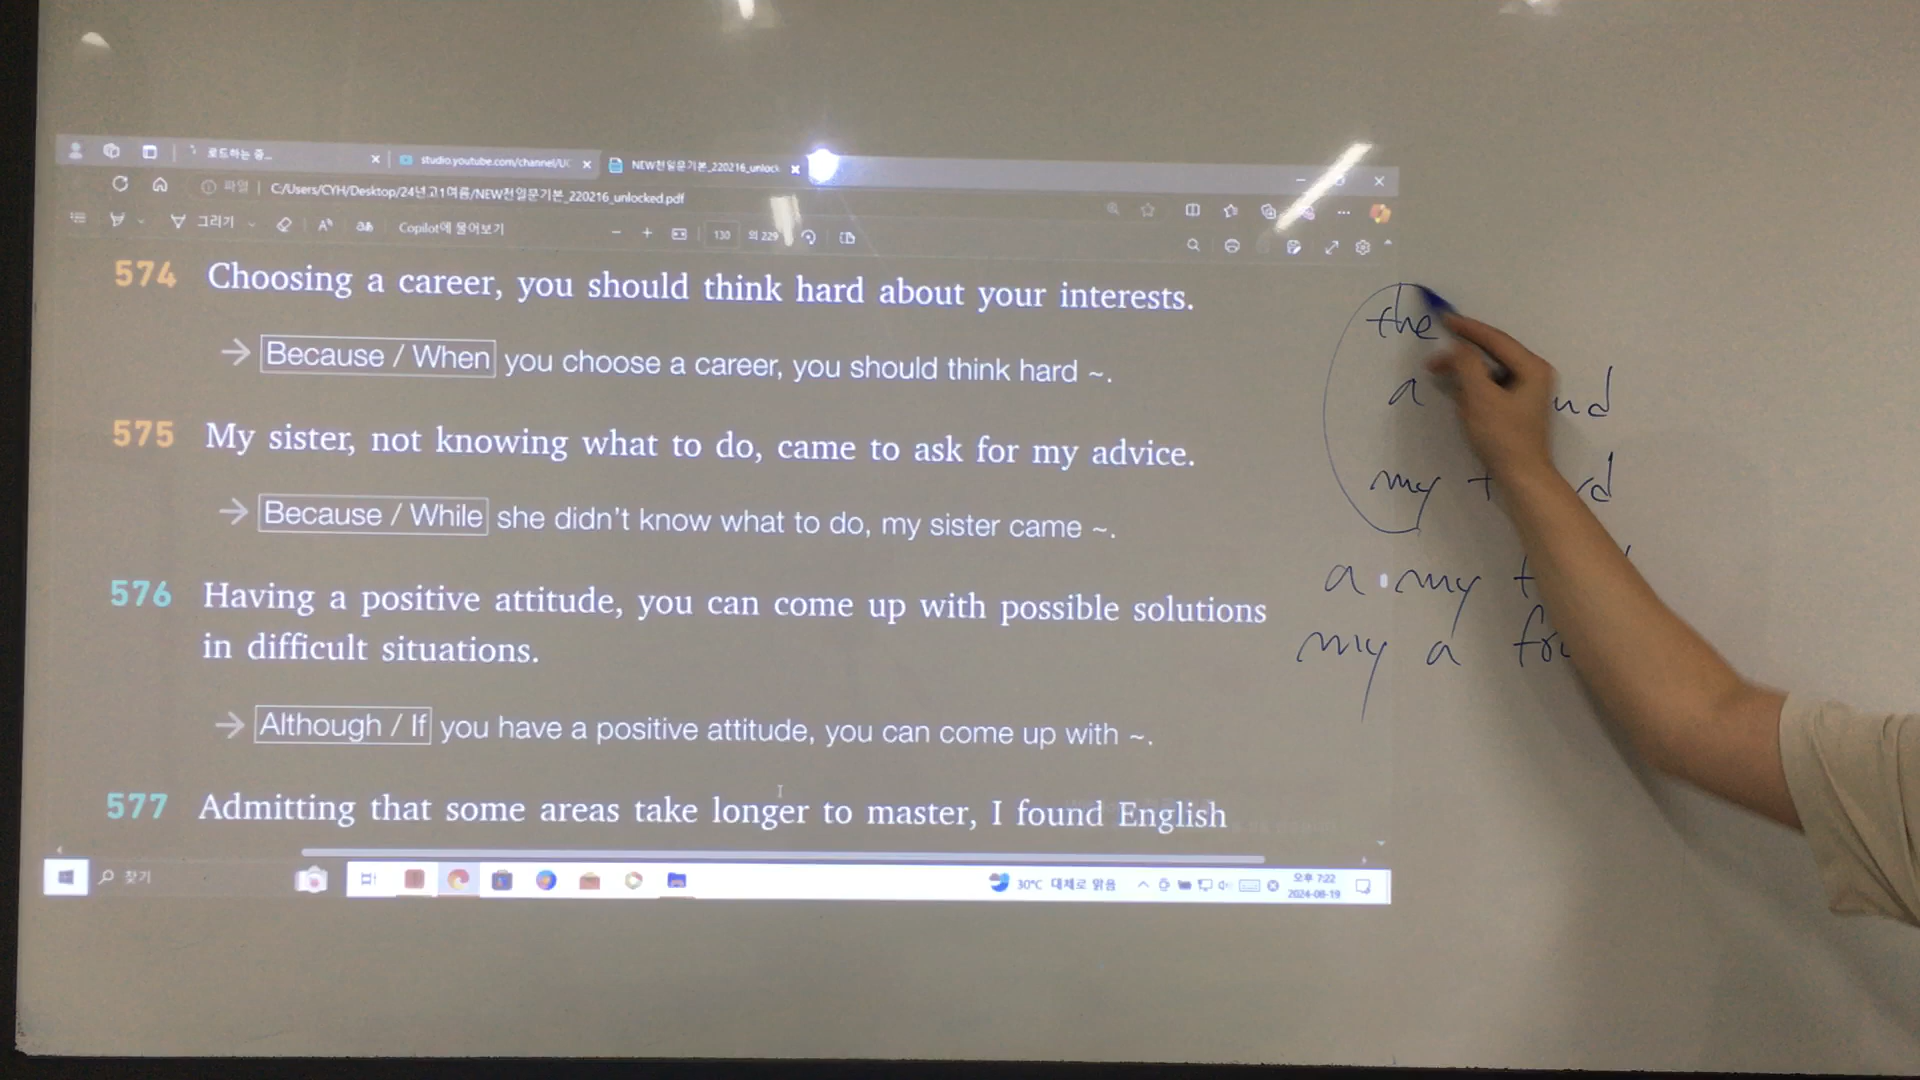 로드하는 중...
studio.youtube.com/channel/UC
NEW천일문기본_220216_unlock
파일 C:/Users/CYH/Desktop/24년고1여름/NEW천일문기본_220216_unlocked.pdf
그리기 Copilot에 물어보기 130 의 229
574 Choosing a career, you should think hard about your interests.
→ Because / When you choose a career, you should think hard ~.
575 My sister, not knowing what to do, came to ask for my advice.
→ Because / While she didn't know what to do, my sister came ~.
576 Having a positive attitude, you can come up with possible solutions
in difficult situations.
→ Although / If you have a positive attitude, you can come up with ~.
577 Admitting that some areas take longer to master, I found English
찾기
30°C 대체로 맑음
오후 7:22
2024-08-19
the
a
my
a my
my a